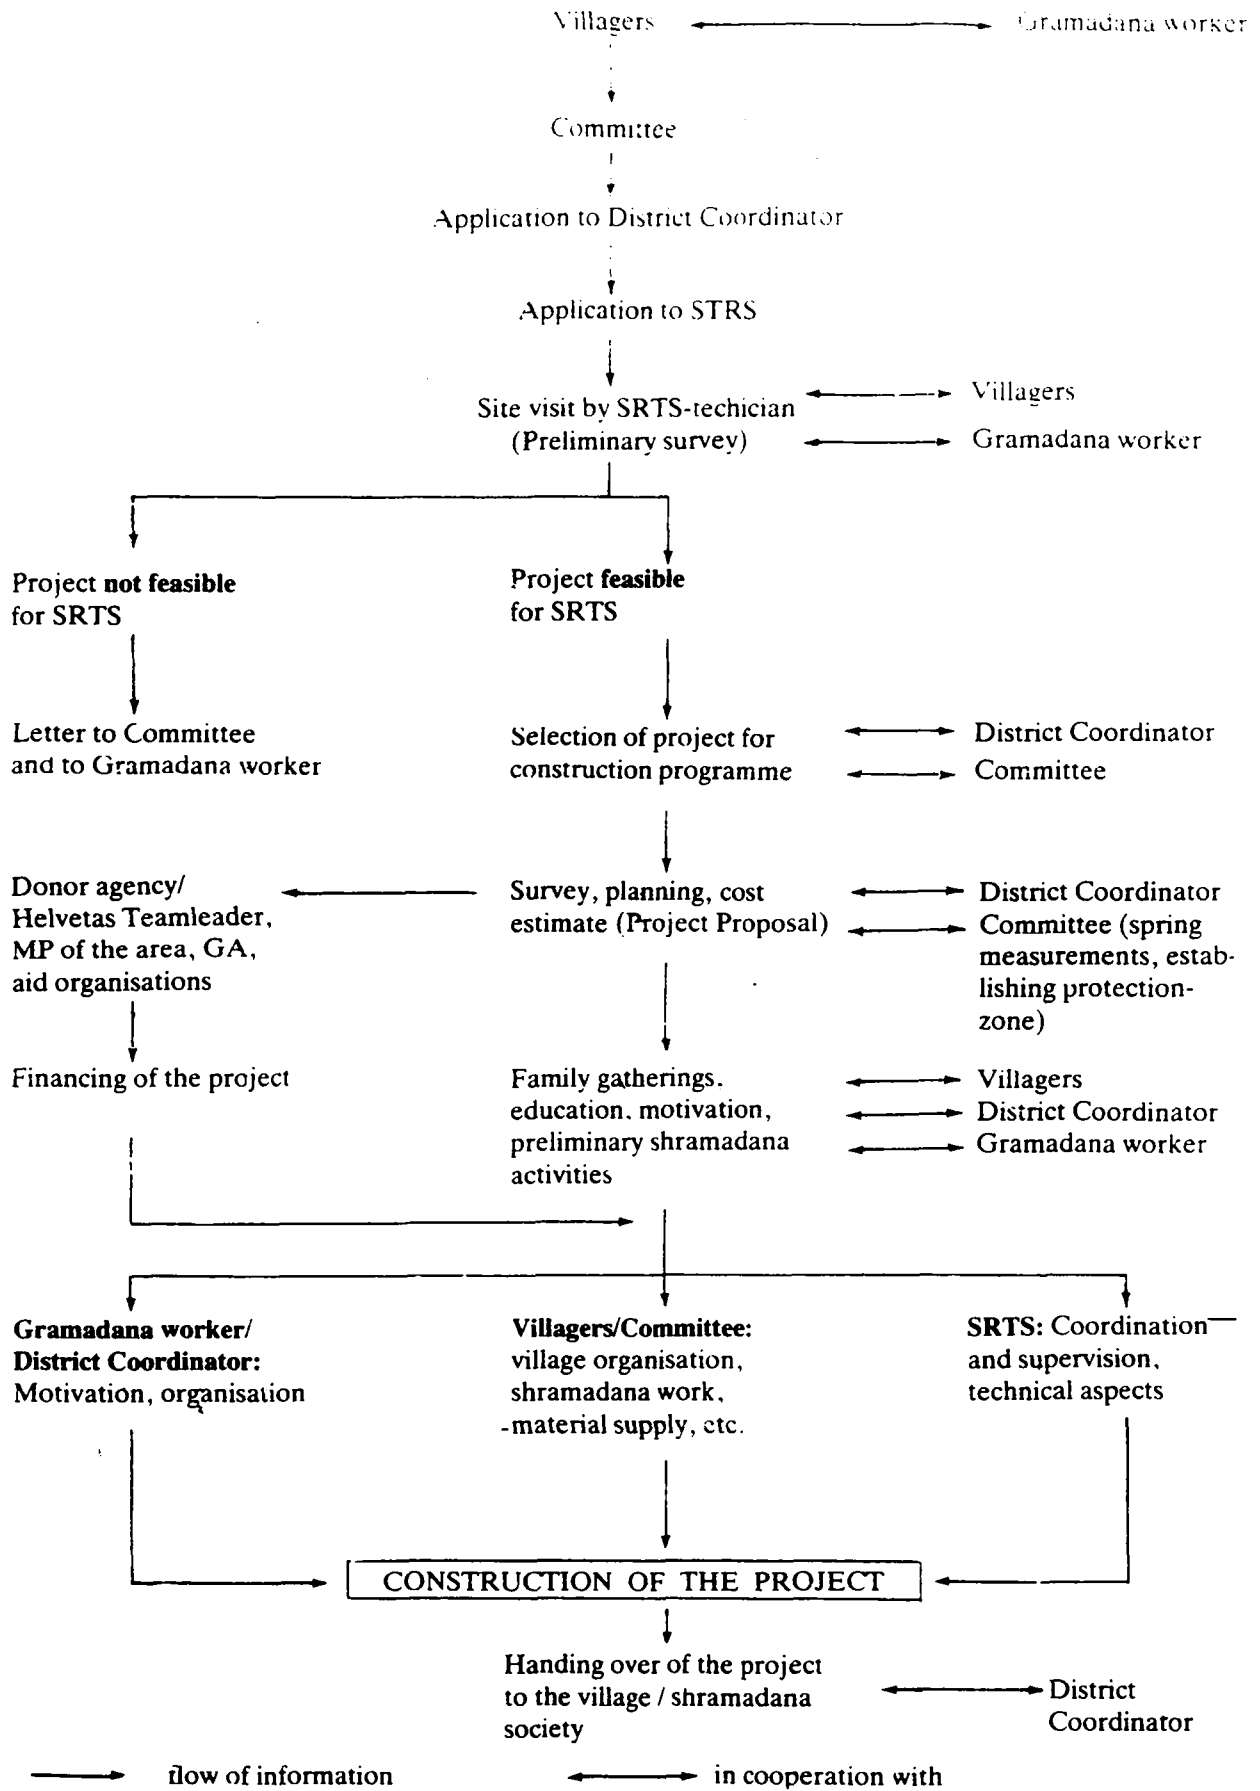 Villagers
Gramadana worker
Committee
Application to District Coordinator
Application to STRS
Site visit by SRTS-techician
(Preliminary survey)
Villagers
Gramadana worker
Project not feasible
for SRTS
Project feasible
for SRTS
Letter to Committee
and to Gramadana worker
Selection of project for
construction programme
District Coordinator
Committee
Donor agency/
Helvetas Teamleader,
MP of the area, GA,
aid organisations
Survey, planning, cost
estimate (Project Proposal)
District Coordinator
Committee (spring
measurements, estab-
lishing protection-
zone)
Financing of the project
Family gatherings.
education, motivation,
preliminary shramadana
activities
Villagers
District Coordinator
Gramadana worker
Gramadana worker/
District Coordinator:
Motivation, organisation
Villagers/Committee:
village organisation,
shramadana work,
material supply, etc.
SRTS: Coordination
and supervision,
technical aspects
CONSTRUCTION OF THE PROJECT
Handing over of the project
to the village / shramadana
society
District
Coordinator
flow of information
in cooperation with